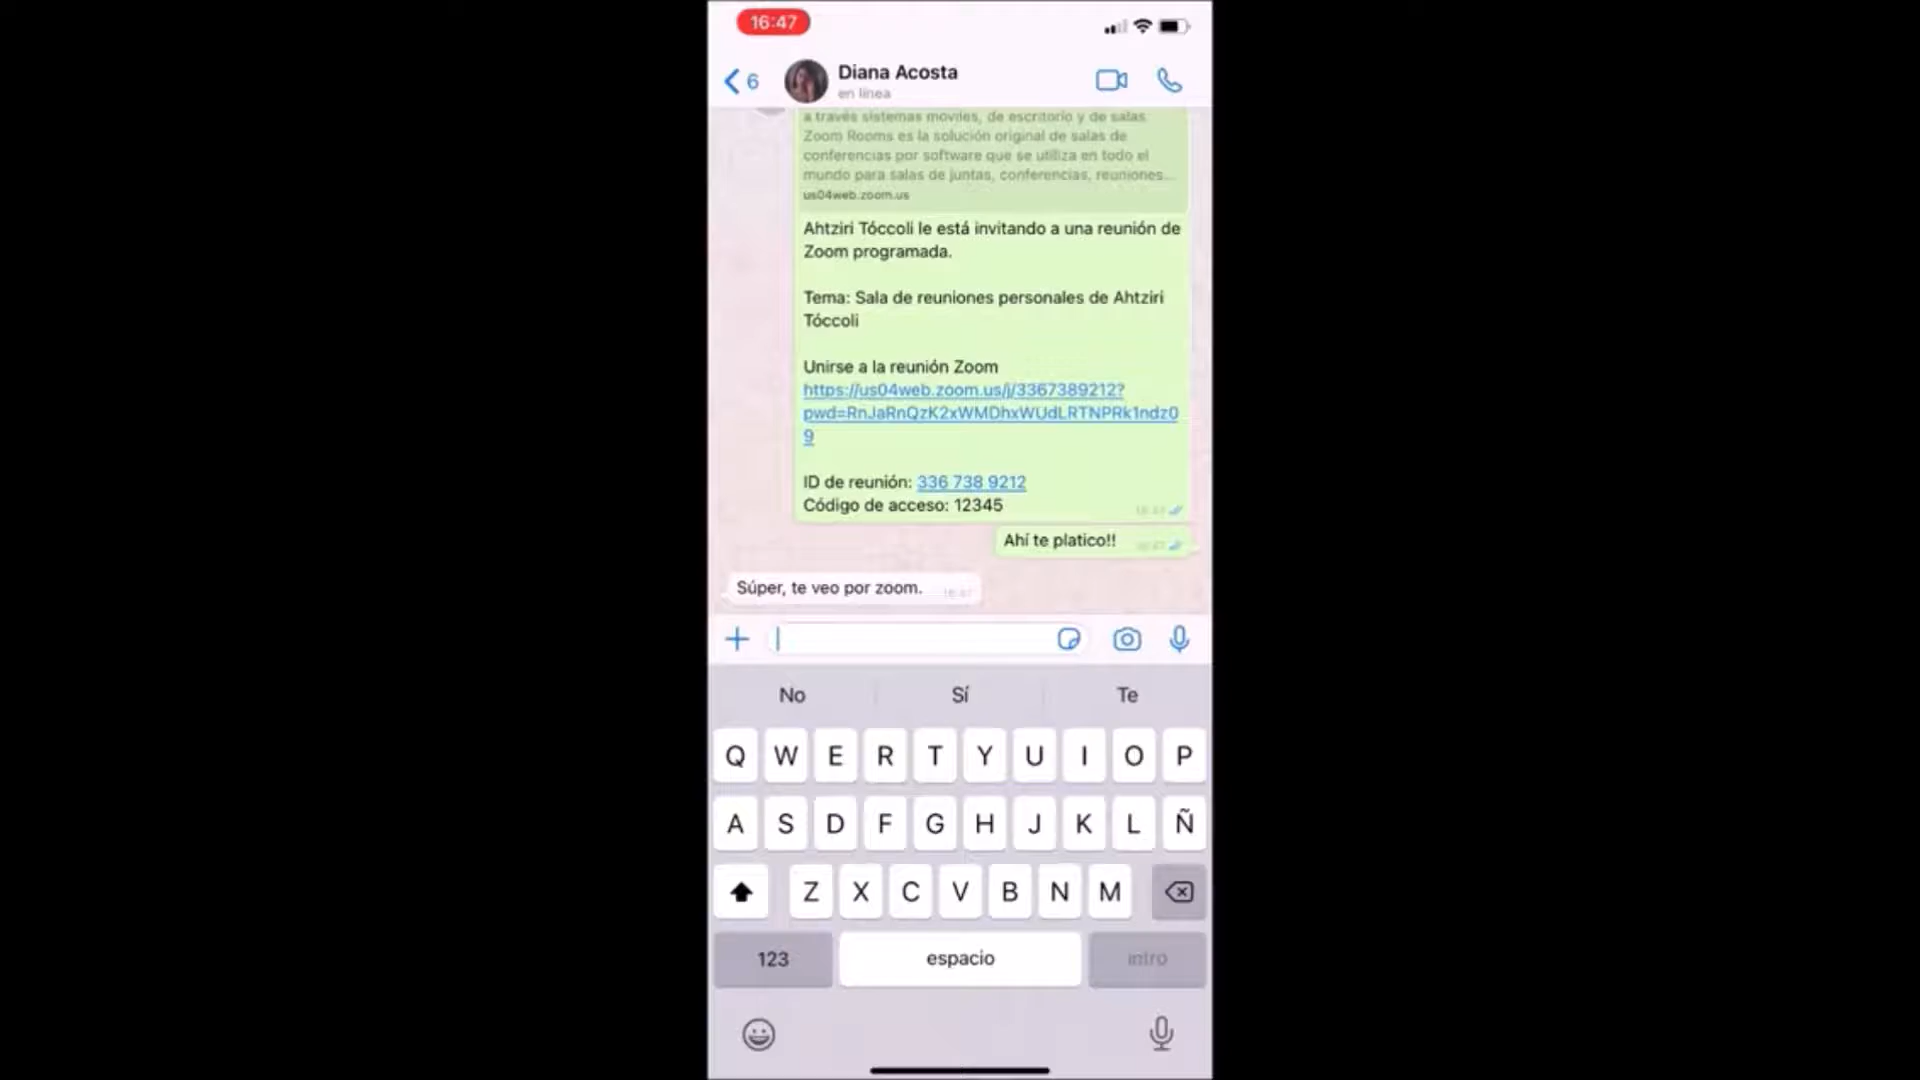 16:47
6
Diana Acosta
en línea
a través sistemas móviles, de escritorio y de salas
Zoom Rooms es la solución original de salas de
conferencias por software que se utiliza en todo el
mundo para salas de juntas, conferencias, reuniones...
us04web.zoom.us
Ahtziri Tóccoli le está invitando a una reunión de
Zoom programada.
Tema: Sala de reuniones personales de Ahtziri
Tóccoli
Unirse a la reunión Zoom
https://us04web.zoom.us/j/3367389212?
pwd=RnJaRnQzK2xWMDhxWUdLRTNPRk1ndz0
9
ID de reunión: 336 738 9212
Código de acceso: 12345
Ahí te platico!!
Súper, te veo por zoom.
No Sí Te
Q W E R T Y U I O P
A S D F G H J K L Ñ
Z X C V B N M
123 espacio intro